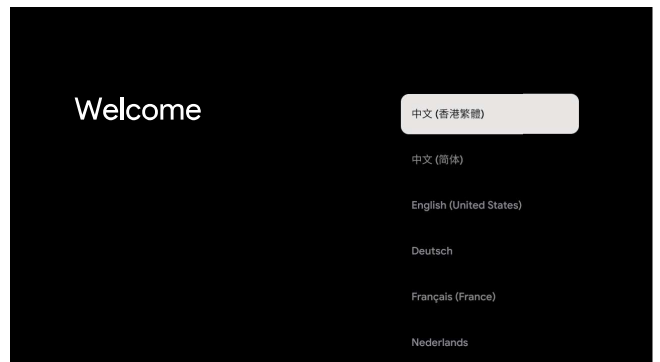 Welcome
中文 (香港繁體)
中文 (简体)
English (United States)
Deutsch
Français (France)
Nederlands